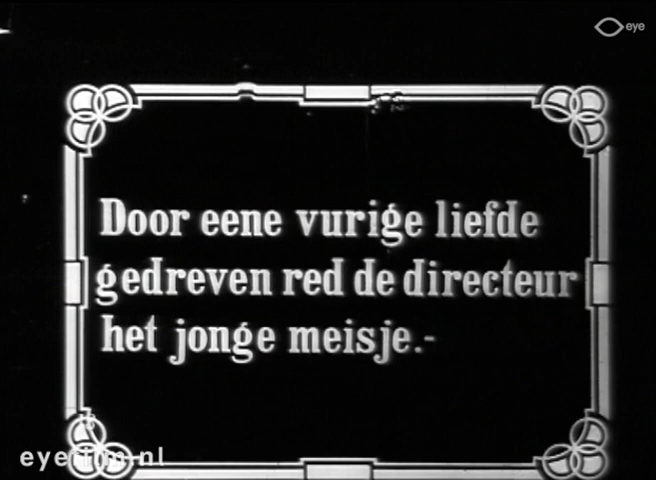 eye
Door eene vurige liefde
gedreven red de directeur
het jonge meisje.-
eyefilm.nl